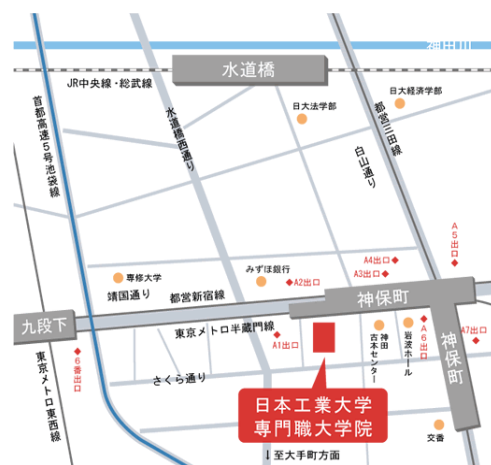 神田川
水道橋
JR中央線・総武線
日大経済学部
日大法学部
首都高速5号池袋線
水道橋西通り
都営三田線
白山通り
A5出口
A4出口
A3出口
みずほ銀行
専修大学
A2出口
靖国通り
都営新宿線
神保町
九段下
東京メトロ半蔵門線
A1出口
神田
古本センター
岩波ホール
A6出口
A7出口
神保町
6番出口
東京メトロ東西線
さくら通り
日本工業大学
専門職大学院
交番
↓至大手町方面